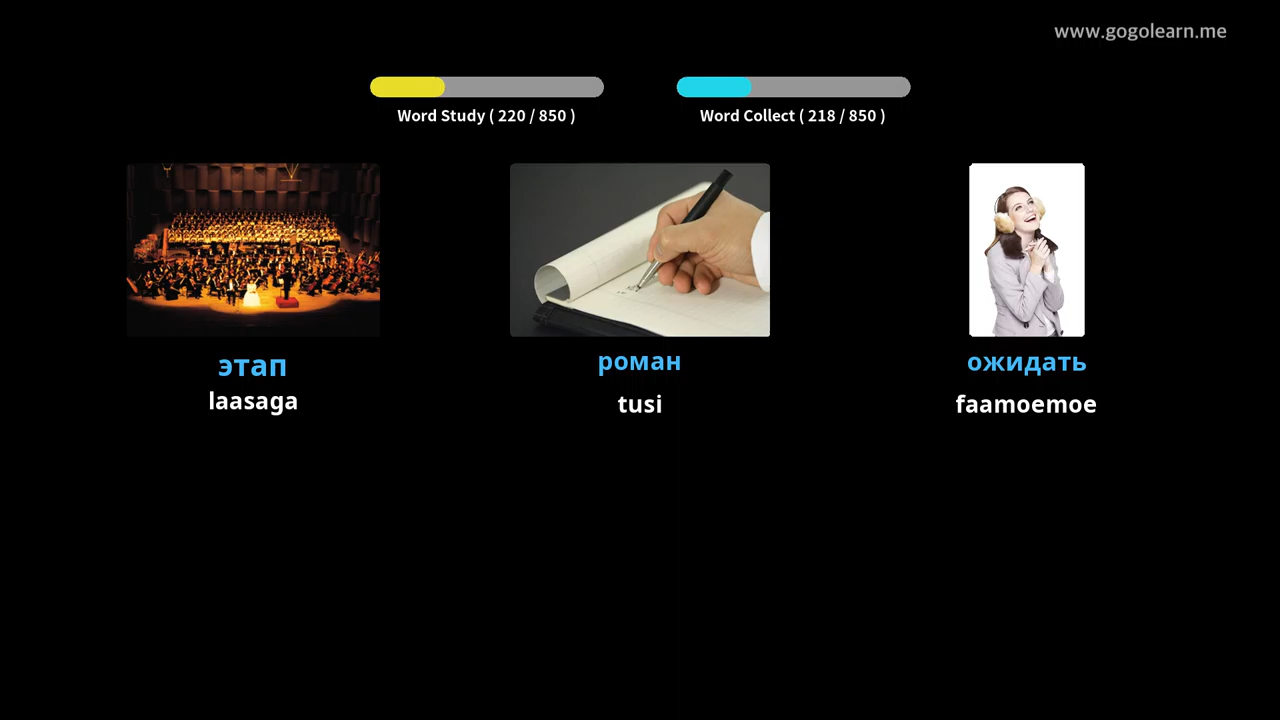 www.gogolearn.me
Word Study ( 220 / 850 )
Word Collect ( 218 / 850 )
этап
laasaga
роман
tusi
ожидать
faamoemoe